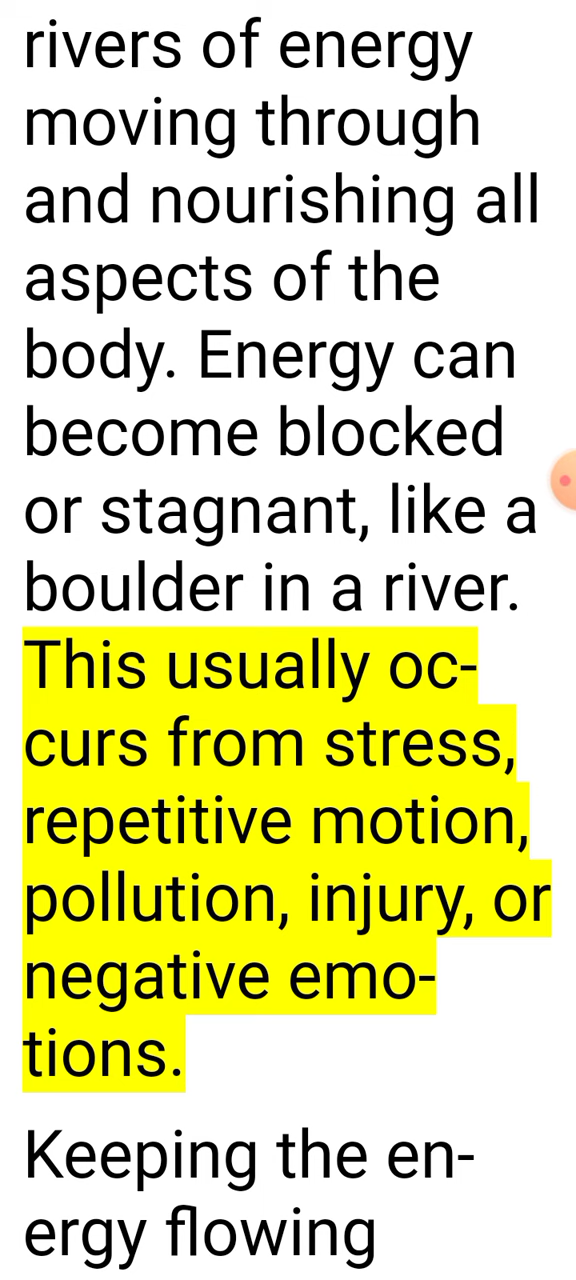 rivers of energy
moving through
and nourishing all
aspects of the
body. Energy can
become blocked
or stagnant, like a
boulder in a river.
This usually oc-
curs from stress,
repetitive motion,
pollution, injury, or
negative emo-
tions.
Keeping the en-
ergy flowing